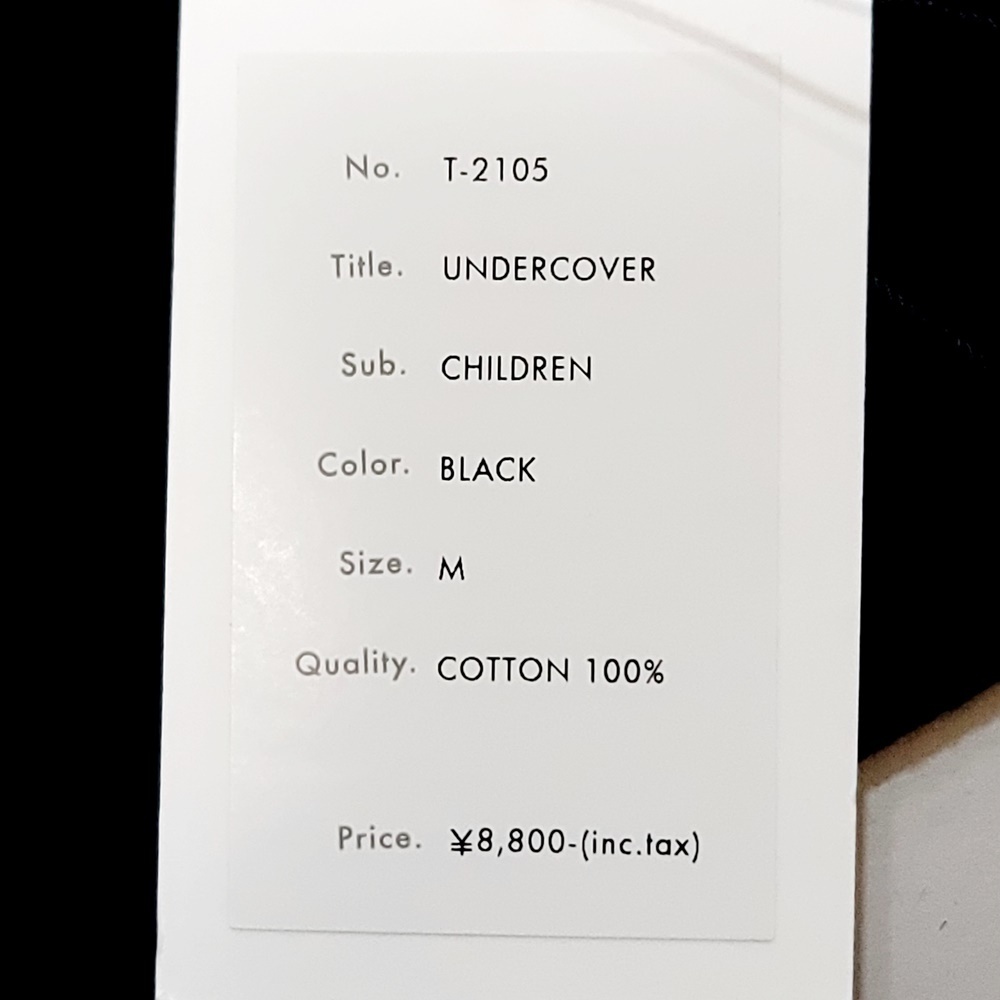 No. T-2105
Title. UNDERCOVER
Sub. CHILDREN
Color. BLACK
Size. M
Quality. COTTON 100%
Price. ¥8,800-(inc.tax)